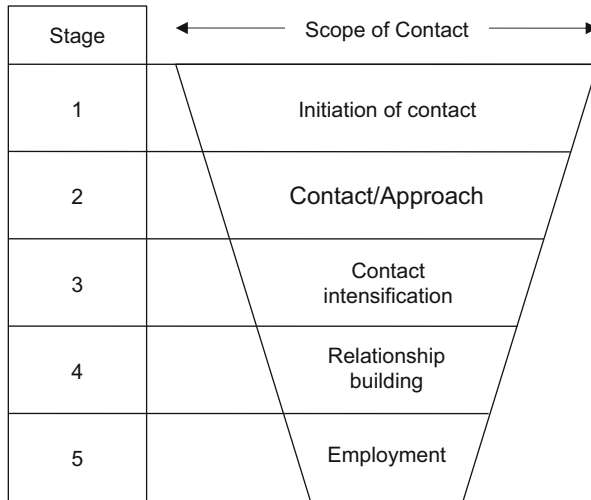 Stage
Scope of Contact
1
Initiation of contact
2
Contact/Approach
3
Contact
intensification
4
Relationship
building
5
Employment